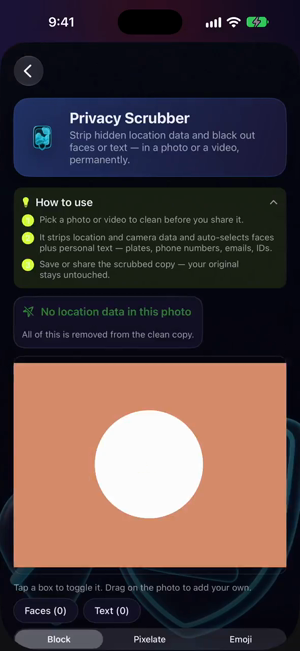 9:41
Privacy Scrubber
Strip hidden location data and black out
faces or text — in a photo or a video,
permanently.
How to use
Pick a photo or video to clean before you share it.
It strips location and camera data and auto-selects faces
plus personal text — plates, phone numbers, emails, IDs.
Save or share the scrubbed copy — your original
stays untouched.
No location data in this photo
All of this is removed from the clean copy.
Tap a box to toggle it. Drag on the photo to add your own.
Faces (0) Text (0)
Block Pixelate Emoji